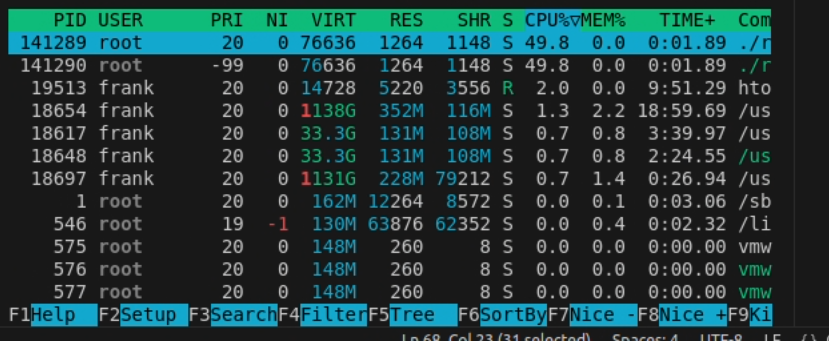 PID USER PRI NI VIRT RES SHR S CPU%▽MEM% TIME+ Com
141289 root 20 0 76636 1264 1148 S 49.8 0.0 0:01.89 ./r
141290 root -99 0 76636 1264 1148 S 49.8 0.0 0:01.89 ./r
19513 frank 20 0 14728 5220 3556 R 2.0 0.0 9:51.29 hto
18654 frank 20 0 1138G 352M 116M S 1.3 2.2 18:59.69 /us
18617 frank 20 0 33.3G 131M 108M S 0.7 0.8 3:39.97 /us
18648 frank 20 0 33.3G 131M 108M S 0.7 0.8 2:24.55 /us
18697 frank 20 0 1131G 228M 79212 S 0.7 1.4 0:26.94 /us
1 root 20 0 162M 12264 8572 S 0.0 0.1 0:03.06 /sb
546 root 19 -1 130M 63876 62352 S 0.0 0.4 0:02.32 /li
575 root 20 0 148M 260 8 S 0.0 0.0 0:00.00 vmw
576 root 20 0 148M 260 8 S 0.0 0.0 0:00.00 vmw
577 root 20 0 148M 260 8 S 0.0 0.0 0:00.00 vmw
F1Help F2Setup F3SearchF4FilterF5Tree F6SortByF7Nice -F8Nice +F9Ki
Ln 68, Col 23 (31 selected) Spaces: 4 UTF-8 LF {}